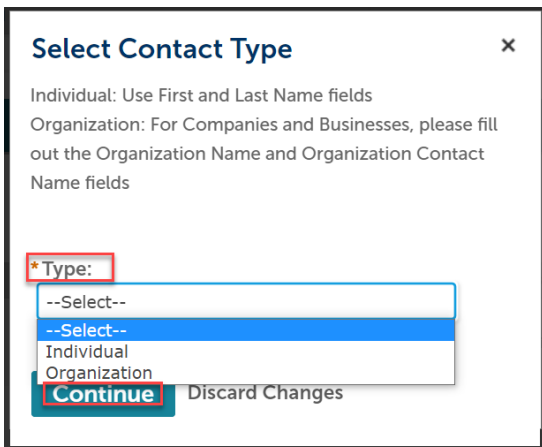 Select Contact Type ×
Individual: Use First and Last Name fields
Organization: For Companies and Businesses, please fill
out the Organization Name and Organization Contact
Name fields
*Type:
--Select--
--Select--
Individual
Organization
Continue Discard Changes